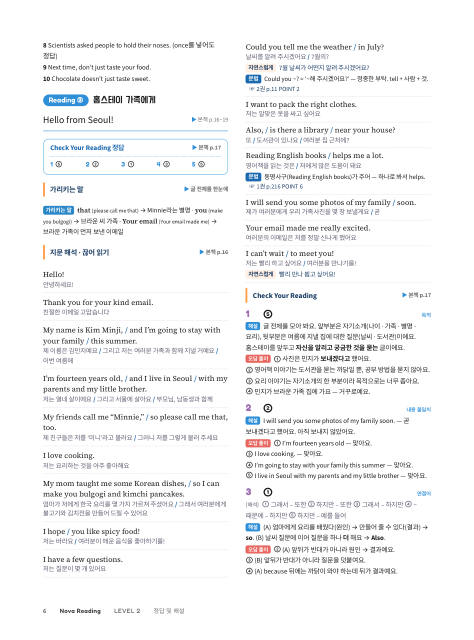 8 Scientists asked people to hold their noses. (once를 넣어도
정답)
9 Next time, don't just taste your food.
10 Chocolate doesn't just taste sweet.
Reading ③ 홈스테이 가족에게
Hello from Seoul! ▶ 본책 p.16~19
Check Your Reading 정답 ▶ 본책 p.17
1 ⑤ 2 ② 3 ① 4 ③ 5 ⑤
가리키는 말 ▶ 글 전체를 한눈에
가리키는 말 that (please call me that) → Minnie라는 별명 · you (make
you bulgogi) → 브라운 씨 가족 · Your email (Your email made me) →
브라운 가족이 먼저 보낸 이메일
지문 해석 · 끊어 읽기 ▶ 본책 p.16
Hello!
안녕하세요!
Thank you for your kind email.
친절한 이메일 고맙습니다
My name is Kim Minji, / and I'm going to stay with
your family / this summer.
제 이름은 김민지예요 / 그리고 저는 여러분 가족과 함께 지낼 거예요 /
이번 여름에
I'm fourteen years old, / and I live in Seoul / with my
parents and my little brother.
저는 열네 살이에요 / 그리고 서울에 살아요 / 부모님, 남동생과 함께
My friends call me “Minnie,” / so please call me that,
too.
제 친구들은 저를 '미니'라고 불러요 / 그러니 저를 그렇게 불러 주세요
I love cooking.
저는 요리하는 것을 아주 좋아해요
My mom taught me some Korean dishes, / so I can
make you bulgogi and kimchi pancakes.
엄마가 저에게 한국 요리를 몇 가지 가르쳐 주셨어요 / 그래서 여러분에게
불고기와 김치전을 만들어 드릴 수 있어요
I hope / you like spicy food!
저는 바라요 / 여러분이 매운 음식을 좋아하기를!
I have a few questions.
저는 질문이 몇 개 있어요
Could you tell me the weather / in July?
날씨를 알려 주시겠어요 / 7월의?
자연스럽게 7월 날씨가 어떤지 알려 주시겠어요?
문법 Could you ~? = '~해 주시겠어요?' — 정중한 부탁. tell + 사람 + 것.
☞ 2권 p.11 POINT 2
I want to pack the right clothes.
저는 알맞은 옷을 싸고 싶어요
Also, / is there a library / near your house?
또 / 도서관이 있나요 / 여러분 집 근처에?
Reading English books / helps me a lot.
영어책을 읽는 것은 / 저에게 많은 도움이 돼요
문법 동명사구(Reading English books)가 주어 — 하나로 봐서 helps.
☞ 1권 p.216 POINT 6
I will send you some photos of my family / soon.
제가 여러분에게 우리 가족사진을 몇 장 보낼게요 / 곧
Your email made me really excited.
여러분의 이메일은 저를 정말 신나게 했어요
I can't wait / to meet you!
저는 빨리 하고 싶어요 / 여러분을 만나기를!
자연스럽게 빨리 만나 뵙고 싶어요!
Check Your Reading ▶ 본책 p.17
1 ⑤ 목적
해설 글 전체를 모아 봐요. 앞부분은 자기소개(나이 · 가족 · 별명 ·
요리), 뒷부분은 여름에 지낼 집에 대한 질문(날씨 · 도서관)이에요.
홈스테이를 앞두고 자신을 알리고 궁금한 것을 묻는 글이에요.
오답 풀이 ① 사진은 민지가 보내겠다고 했어요.
② 영어책 이야기는 도서관을 묻는 까닭일 뿐, 공부 방법을 묻지 않아요.
③ 요리 이야기는 자기소개의 한 부분이라 목적으로는 너무 좁아요.
④ 민지가 브라운 가족 집에 가요 — 거꾸로예요.
2 ② 내용 불일치
해설 I will send you some photos of my family soon. — 곧
보내겠다고 했어요. 아직 보내지 않았어요.
오답 풀이 ① I'm fourteen years old — 맞아요.
③ I love cooking. — 맞아요.
④ I'm going to stay with your family this summer — 맞아요.
⑤ I live in Seoul with my parents and my little brother — 맞아요.
3 ① 연결어
[해석] ① 그래서 – 또한 ② 하지만 – 또한 ③ 그래서 – 하지만 ④ ~
때문에 – 하지만 ⑤ 하지만 – 예를 들어
해설 (A) 엄마에게 요리를 배웠다(원인) → 만들어 줄 수 있다(결과) →
so. (B) 날씨 질문에 이어 질문을 하나 더 해요 → Also.
오답 풀이 ② (A) 앞뒤가 반대가 아니라 원인 → 결과예요.
③ (B) 앞뒤가 반대가 아니라 질문을 덧붙여요.
④ (A) because 뒤에는 까닭이 와야 하는데 뒤가 결과예요.
6 Nova Reading LEVEL 2 정답 및 해설